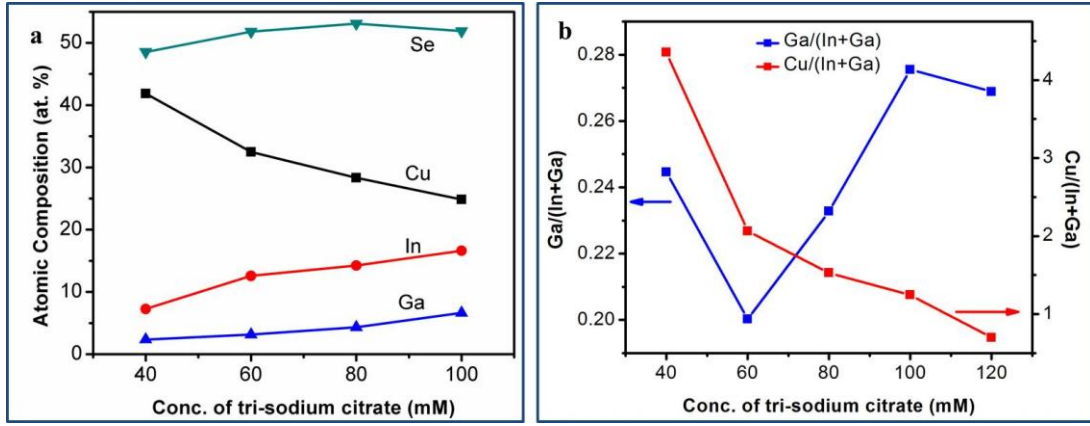 a
50
40
30
20
10
0
Atomic Composition (at. %)
Se
Cu
In
Ga
40 60 80 100
Conc. of tri-sodium citrate (mM)
b
Ga/(In+Ga)
Cu/(In+Ga)
0.28
0.26
0.24
0.22
0.20
Ga/(In+Ga)
4
3
2
1
Cu/(In+Ga)
40 60 80 100 120
Conc. of tri-sodium citrate (mM)